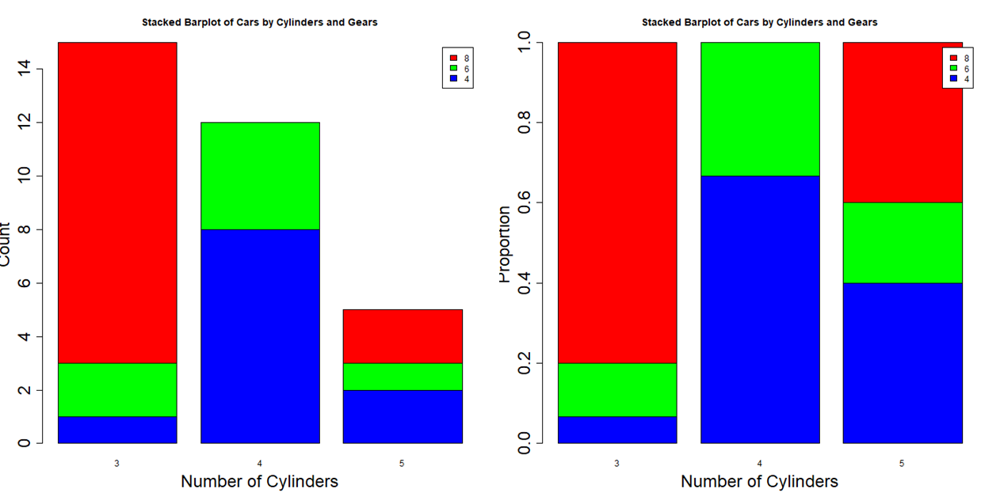 Stacked Barplot of Cars by Cylinders and Gears
8
6
4
Count
0
2
4
6
8
10
12
14
3 4 5
Number of Cylinders
Stacked Barplot of Cars by Cylinders and Gears
8
6
4
Proportion
0.0
0.2
0.4
0.6
0.8
1.0
3 4 5
Number of Cylinders